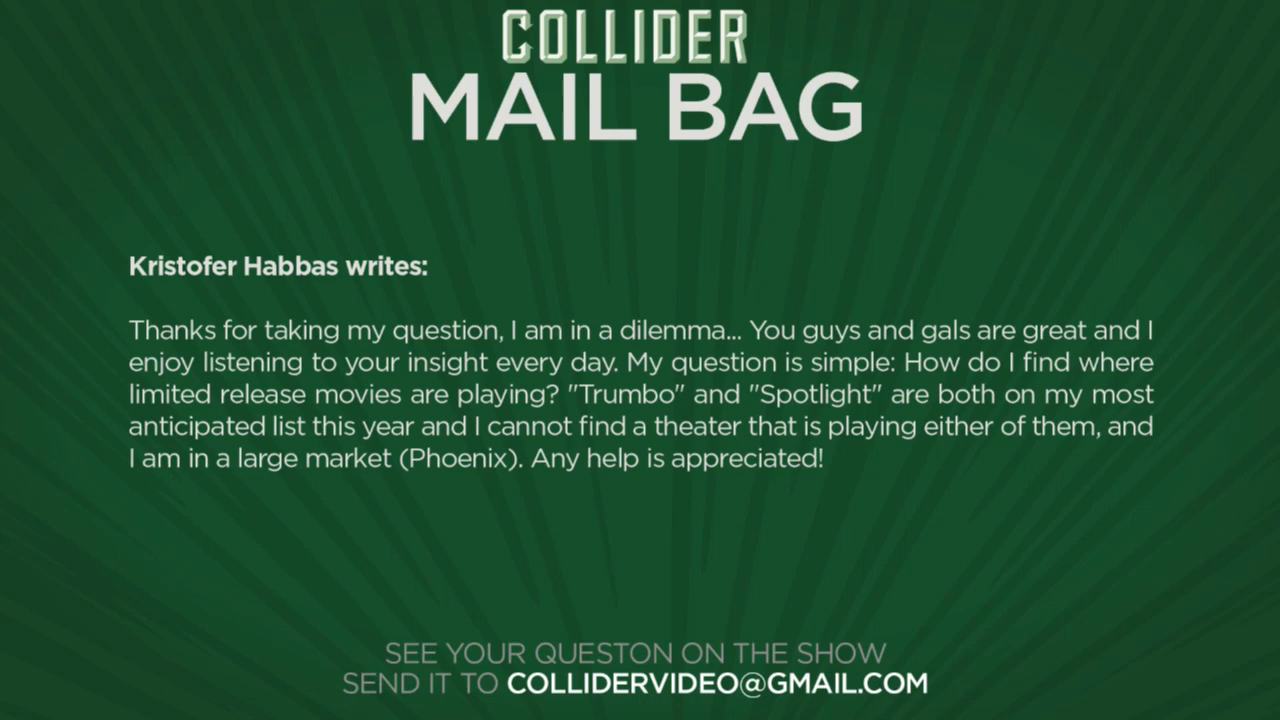 COLLIDER
MAIL BAG
Kristofer Habbas writes:
Thanks for taking my question, I am in a dilemma... You guys and gals are great and I
enjoy listening to your insight every day. My question is simple: How do I find where
limited release movies are playing? "Trumbo" and "Spotlight" are both on my most
anticipated list this year and I cannot find a theater that is playing either of them, and
I am in a large market (Phoenix). Any help is appreciated!
SEE YOUR QUESTON ON THE SHOW
SEND IT TO COLLIDERVIDEO@GMAIL.COM